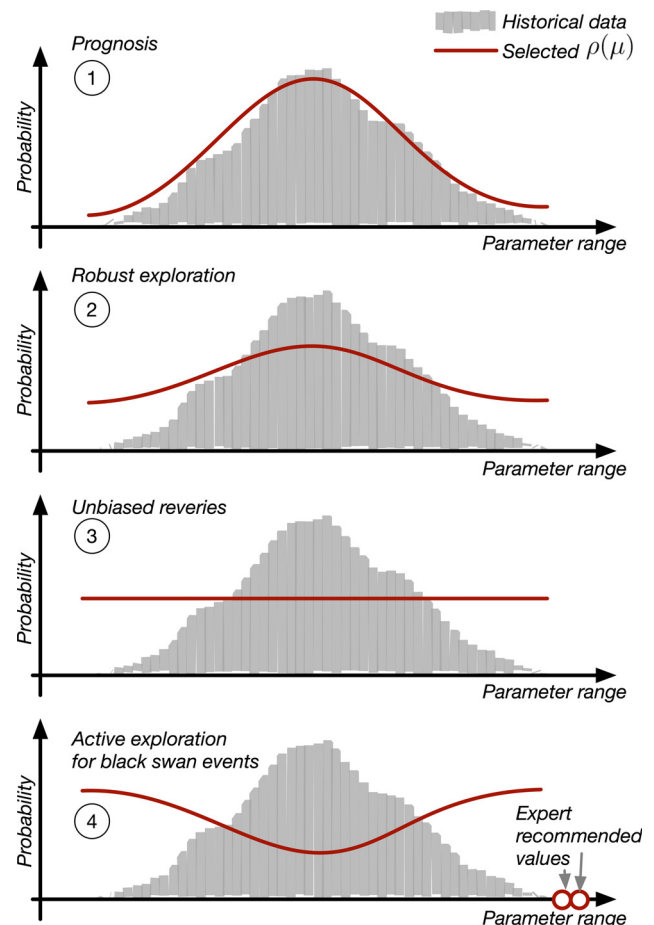 Historical data
Selected ρ(μ)
Prognosis
1
Probability
Parameter range
Robust exploration
2
Probability
Parameter range
Unbiased reveries
3
Probability
Parameter range
Active exploration
for black swan events
4
Probability
Expert
recommended
values
Parameter range